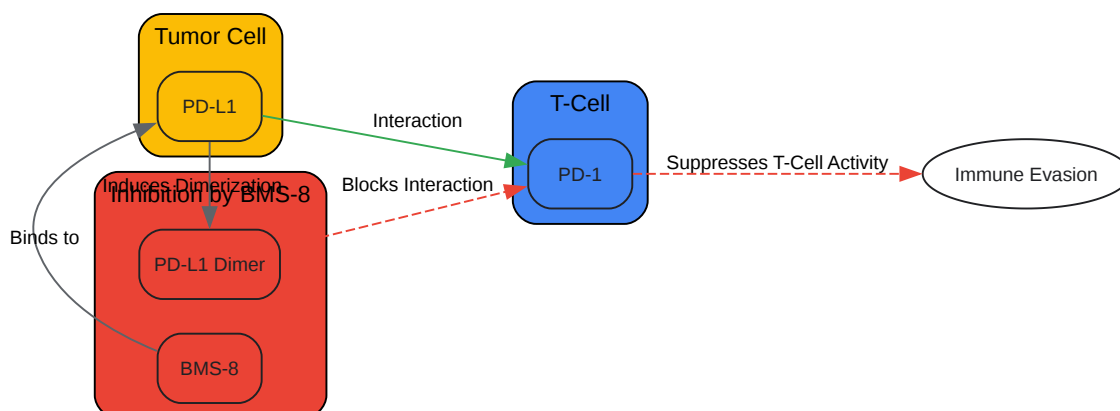 Tumor Cell
PD-L1
T-Cell
Interaction
PD-1
Suppresses T-Cell Activity
Immune Evasion
Blocks Interaction
Induces Dimerization
Inhibition by BMS-8
Binds to
PD-L1 Dimer
BMS-8